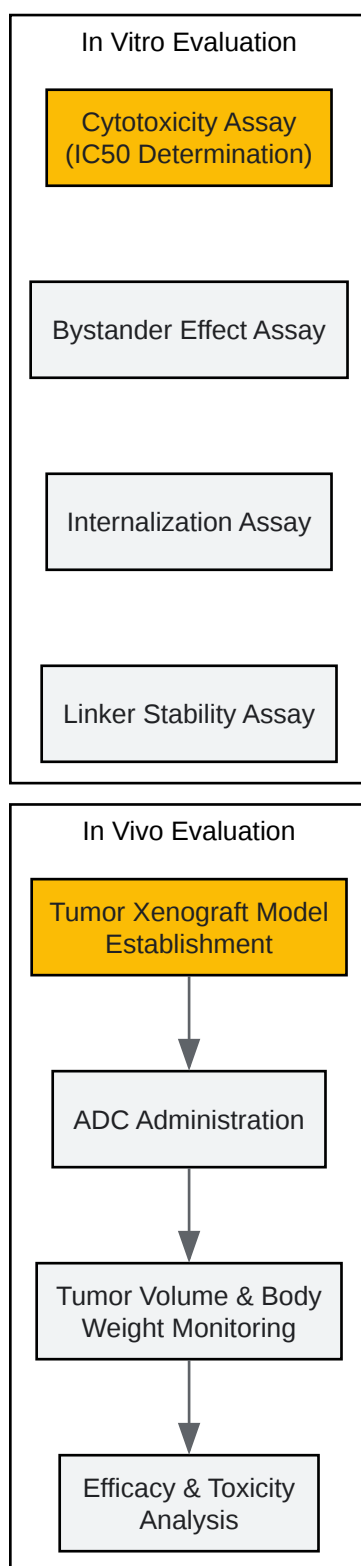 In Vitro Evaluation
Cytotoxicity Assay
(IC50 Determination)
Bystander Effect Assay
Internalization Assay
Linker Stability Assay
In Vivo Evaluation
Tumor Xenograft Model
Establishment
ADC Administration
Tumor Volume & Body
Weight Monitoring
Efficacy & Toxicity
Analysis